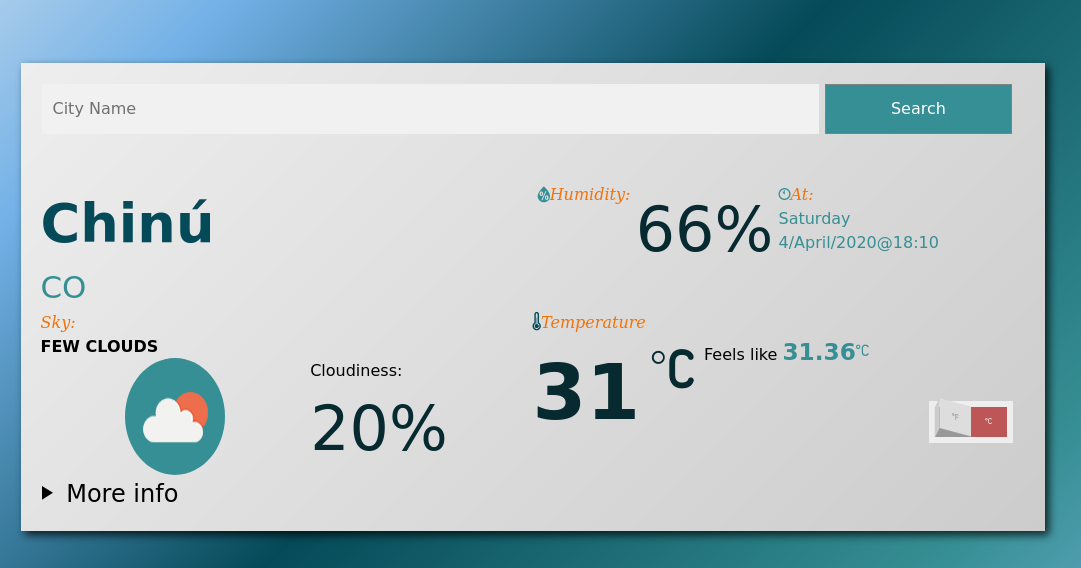 City Name
Search
Chinú
CO
Humidity:
66%
At:
Saturday
4/April/2020@18:10
Sky:
FEW CLOUDS
Cloudiness:
20%
Temperature
31 °C
Feels like 31.36°C
°F
°C
More info